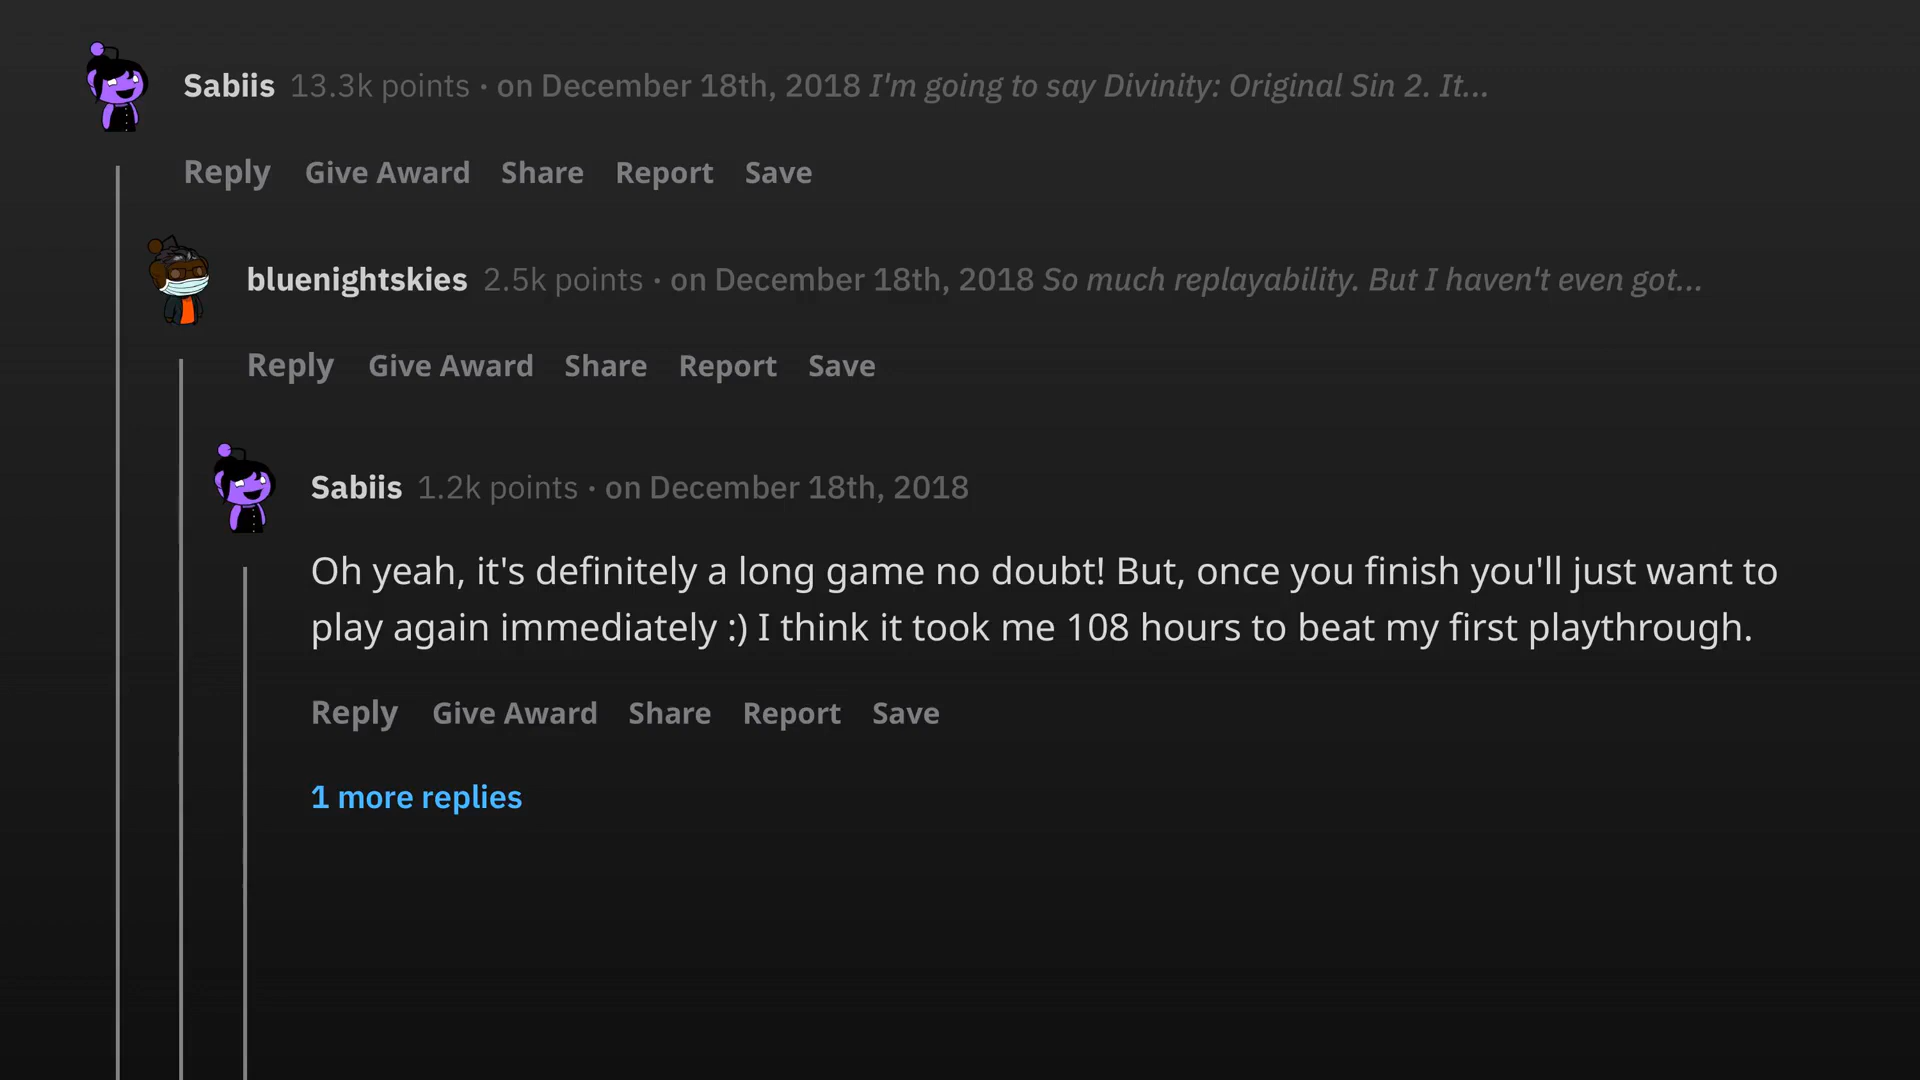 Sabiis 13.3k points · on December 18th, 2018 I'm going to say Divinity: Original Sin 2. It...
Reply Give Award Share Report Save
bluenightskies 2.5k points · on December 18th, 2018 So much replayability. But I haven't even got...
Reply Give Award Share Report Save
Sabiis 1.2k points · on December 18th, 2018
Oh yeah, it's definitely a long game no doubt! But, once you finish you'll just want to
play again immediately :) I think it took me 108 hours to beat my first playthrough.
Reply Give Award Share Report Save
1 more replies